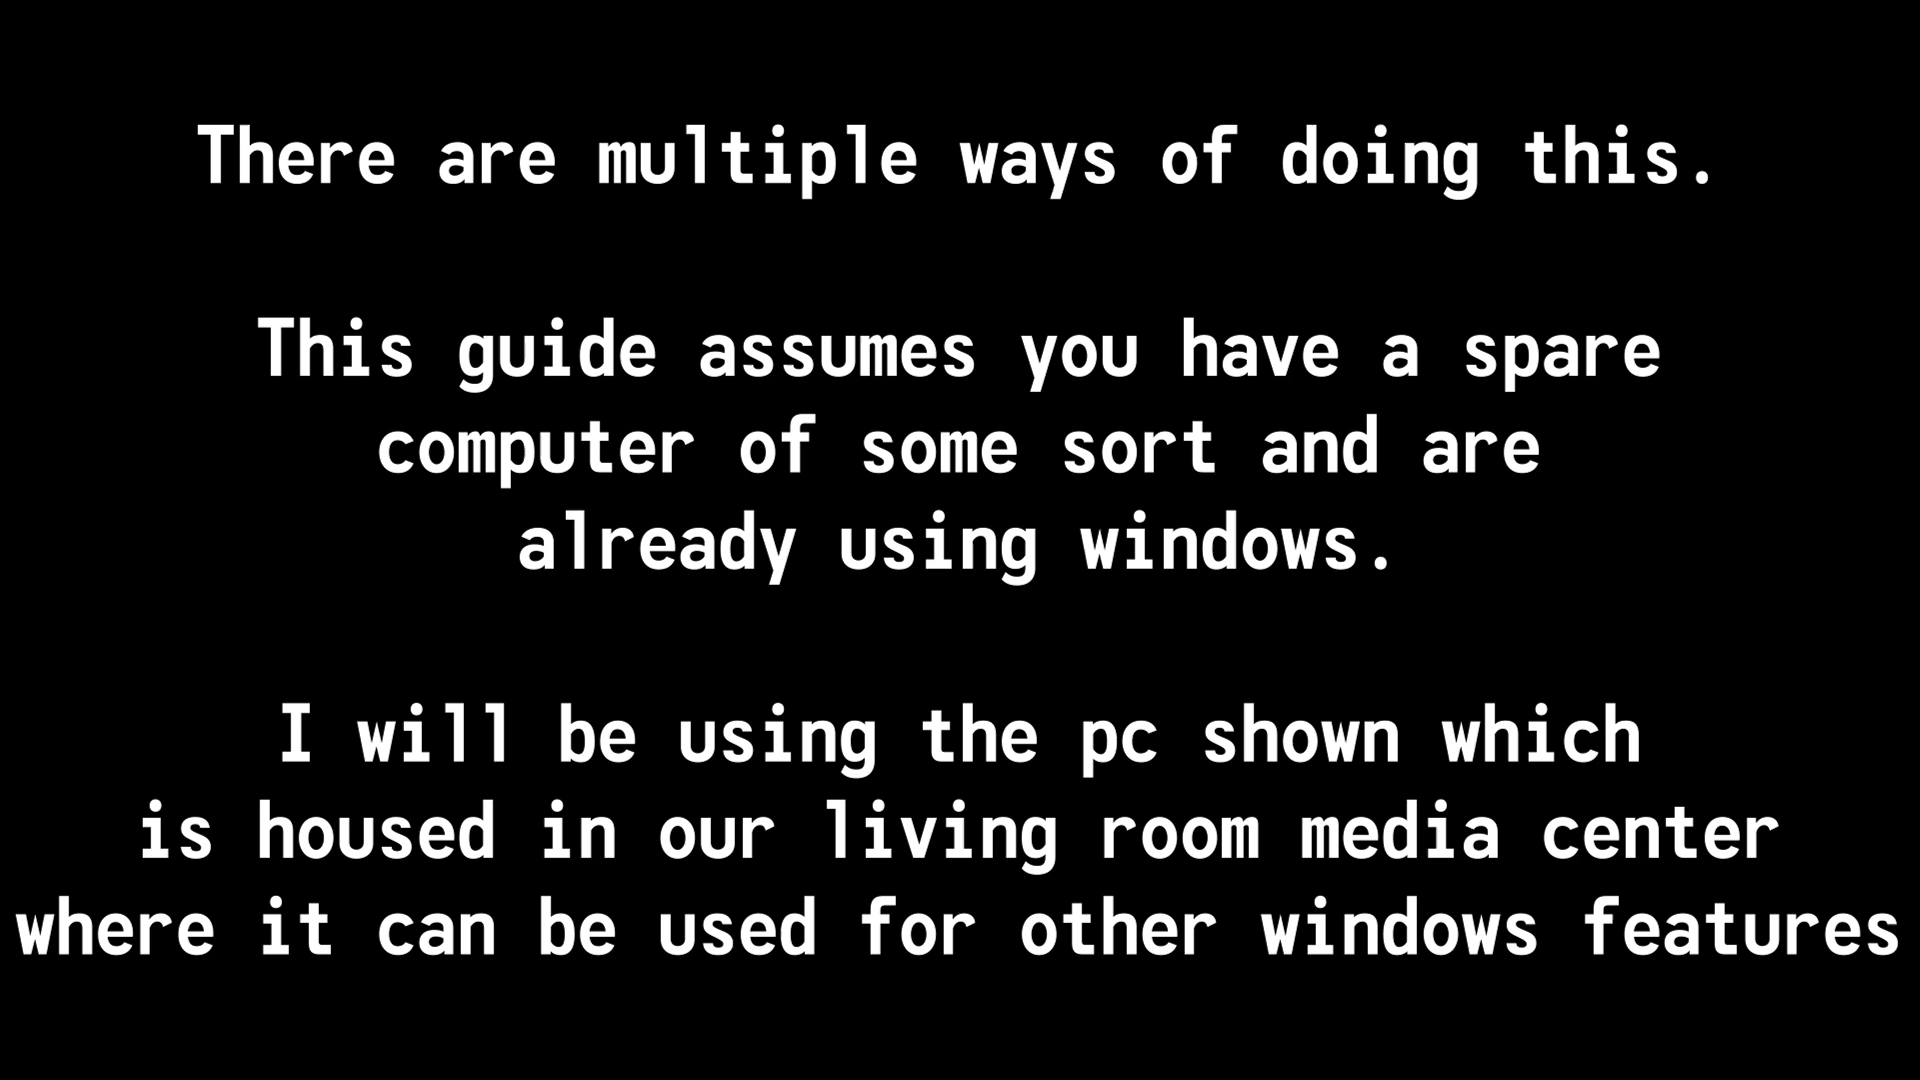 There are multiple ways of doing this.
This guide assumes you have a spare
computer of some sort and are
already using windows.
I will be using the pc shown which
is housed in our living room media center
where it can be used for other windows features